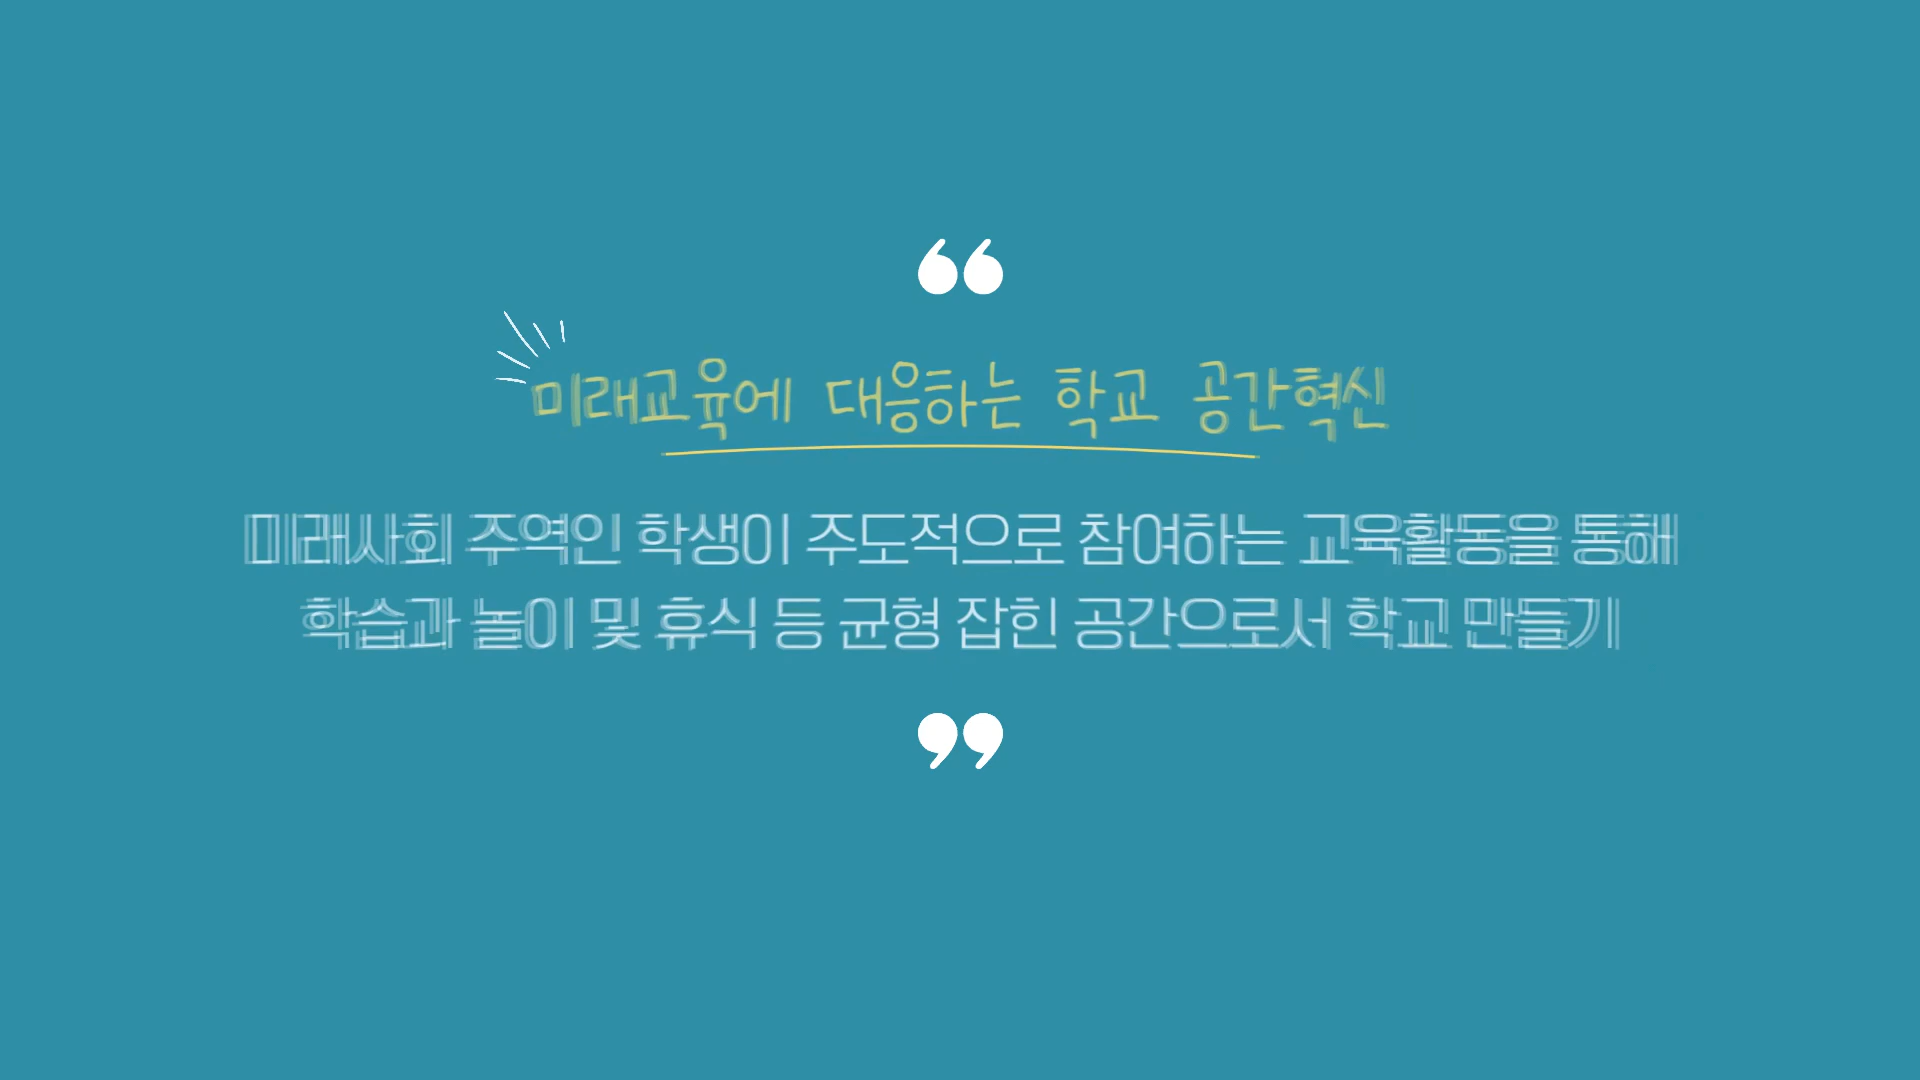 “
미래교육에 대응하는 학교 공간혁신
미래사회 주역인 학생이 주도적으로 참여하는 교육활동을 통해
학습과 놀이 및 휴식 등 균형 잡힌 공간으로서 학교 만들기
”